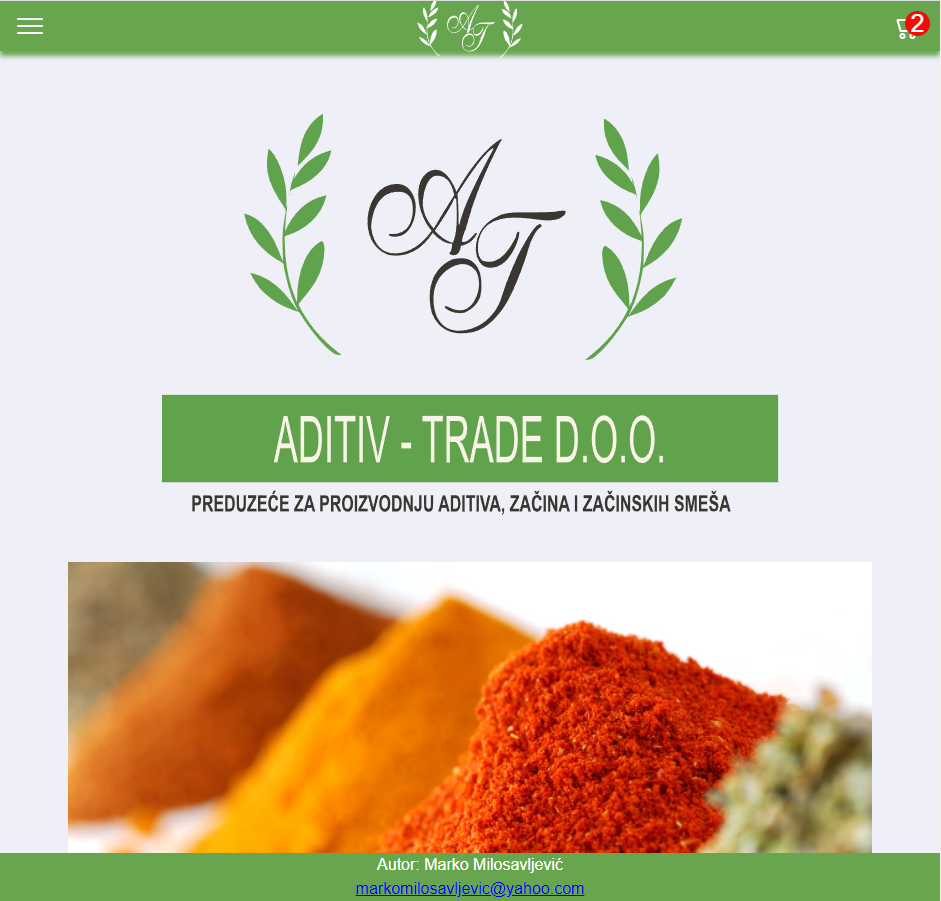 AT
2
AT
ADITIV - TRADE D.O.O.
PREDUZEĆE ZA PROIZVODNJU ADITIVA, ZAČINA I ZAČINSKIH SMEŠA
Autor: Marko Milosavljević
markomilosavljevic@yahoo.com